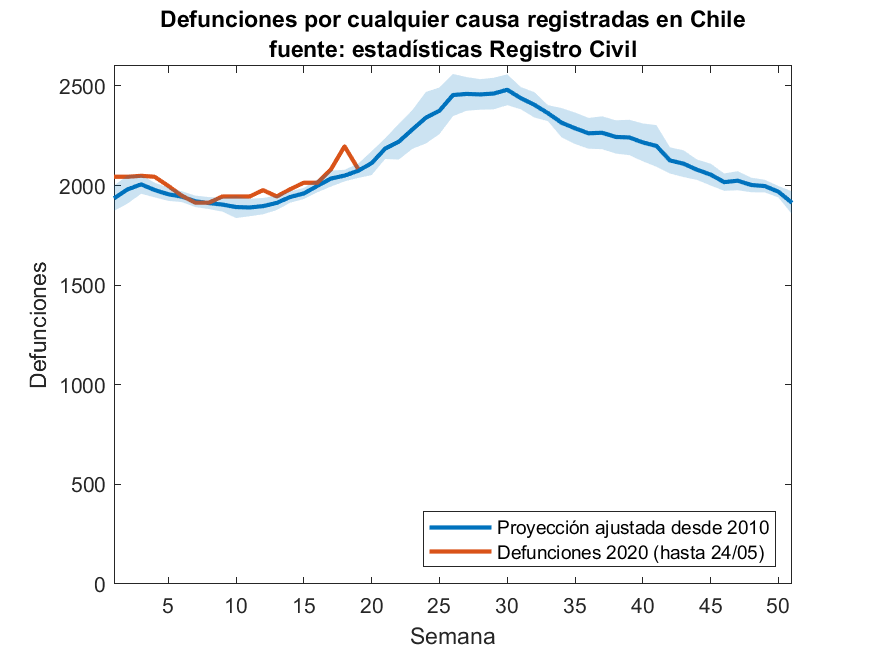 Defunciones por cualquier causa registradas en Chile
fuente: estadísticas Registro Civil
2500
2000
1500
1000
500
0
Defunciones
5 10 15 20 25 30 35 40 45 50
Semana
Proyección ajustada desde 2010
Defunciones 2020 (hasta 24/05)